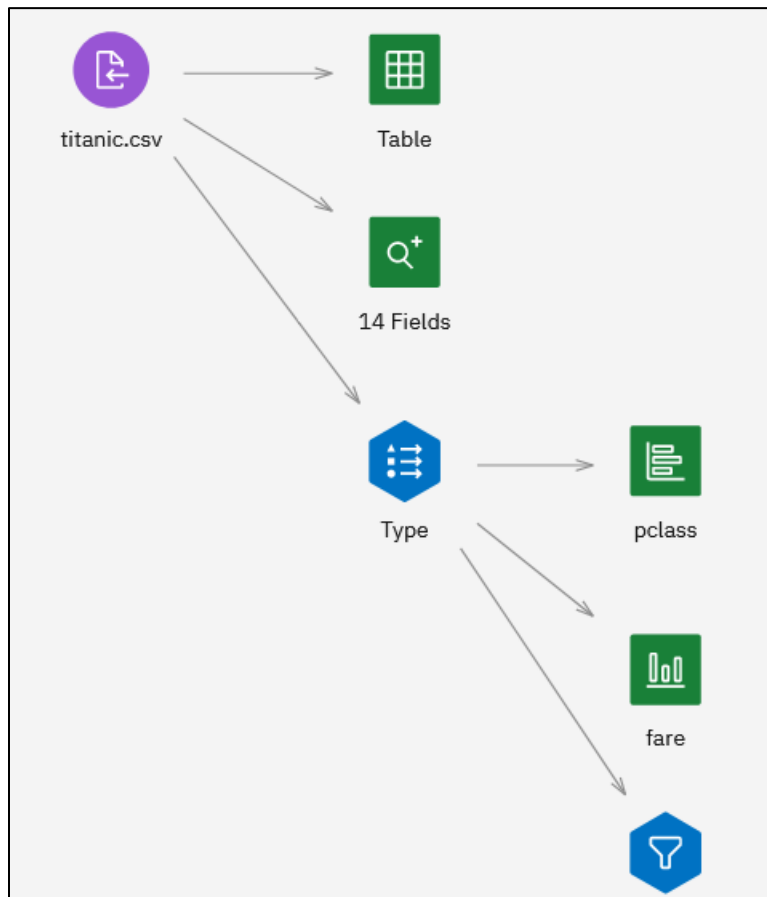 titanic.csv
Table
14 Fields
Type
pclass
fare